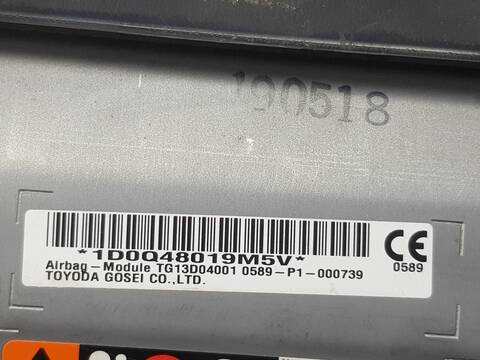 190518
*1D0Q48019M5V*
Airbag-Module TG13D04001 0589-P1-000739
TOYODA GOSEI CO.,LTD.
CE
0589